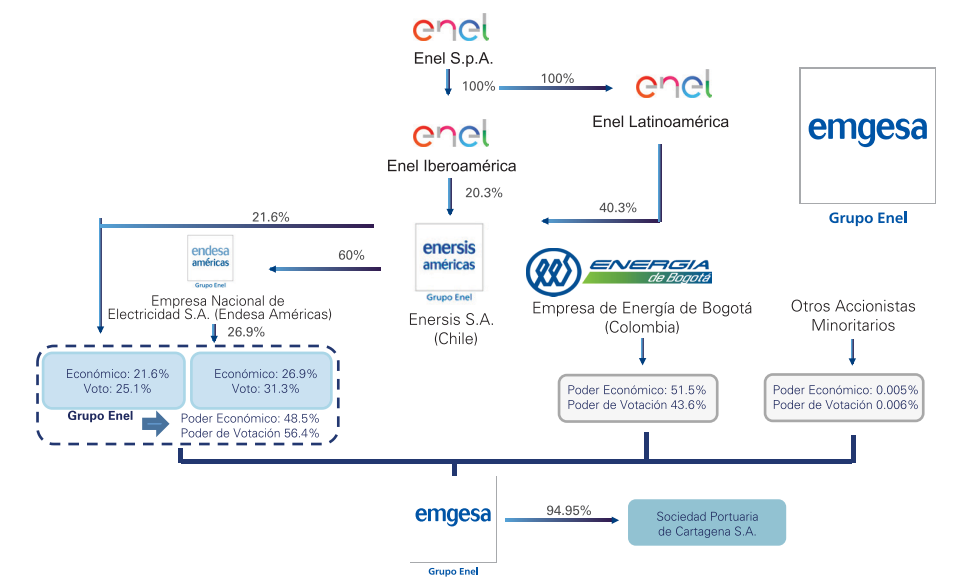 enel
Enel S.p.A.
100%
100%
enel
Enel Latinoamérica
emgesa
Grupo Enel
enel
Enel Iberoamérica
20.3%
40.3%
21.6%
enersis
américas
Grupo Enel
60%
endesa
américas
Grupo Enel
ENERGIA
de Bogotá
Empresa Nacional de
Electricidad S.A. (Endesa Américas)
26.9%
Enersis S.A.
(Chile)
Empresa de Energía de Bogotá
(Colombia)
Otros Accionistas
Minoritarios
Económico: 21.6%
Voto: 25.1%
Económico: 26.9%
Voto: 31.3%
Grupo Enel
Poder Económico: 48.5%
Poder de Votación 56.4%
Poder Económico: 51.5%
Poder de Votación 43.6%
Poder Económico: 0.005%
Poder de Votación 0.006%
emgesa
Grupo Enel
94.95%
Sociedad Portuaria
de Cartagena S.A.